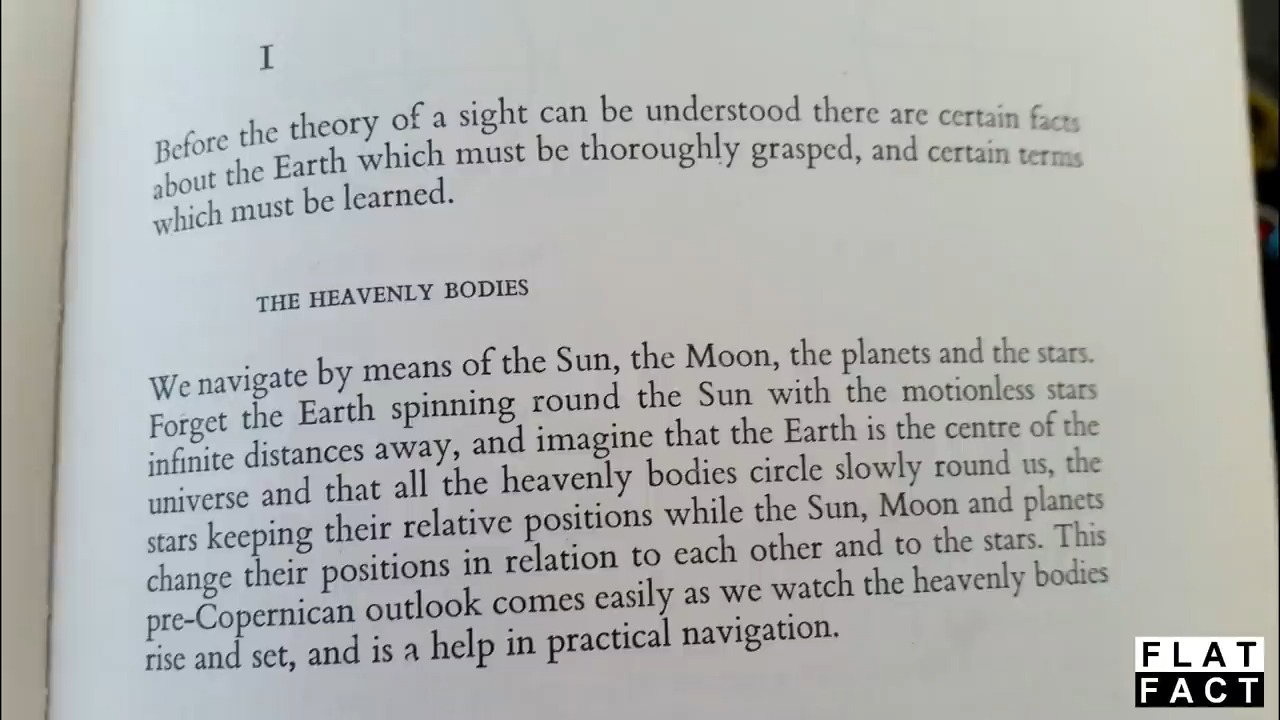 I
Before the theory of a sight can be understood there are certain facts
about the Earth which must be thoroughly grasped, and certain terms
which must be learned.
THE HEAVENLY BODIES
We navigate by means of the Sun, the Moon, the planets and the stars.
Forget the Earth spinning round the Sun with the motionless stars
infinite distances away, and imagine that the Earth is the centre of the
universe and that all the heavenly bodies circle slowly round us, the
stars keeping their relative positions while the Sun, Moon and planets
change their positions in relation to each other and to the stars. This
pre-Copernican outlook comes easily as we watch the heavenly bodies
rise and set, and is a help in practical navigation.
FLAT
FACT